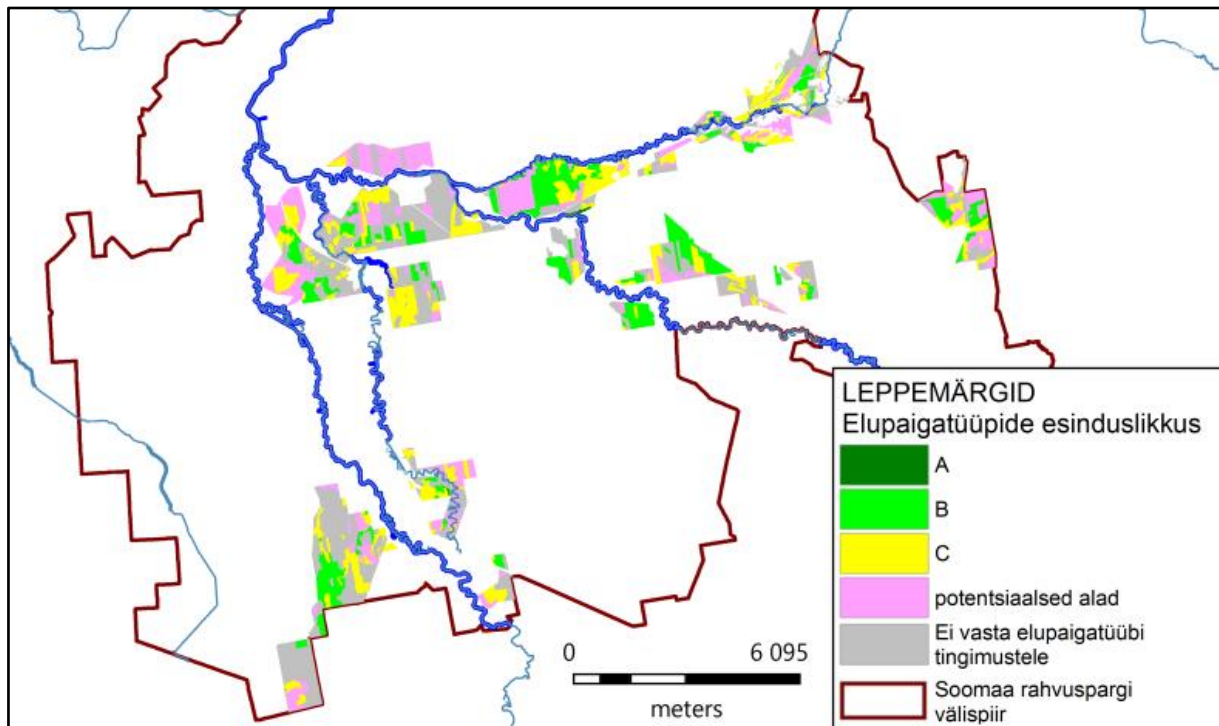 0
6 095
meters
LEPPEMÄRGID
Elupaigatüüpide esinduslikkus
A
B
C
potentsiaalsed alad
Ei vasta elupaigatüübi
tingimustele
Soomaa rahvuspargi
välispiir